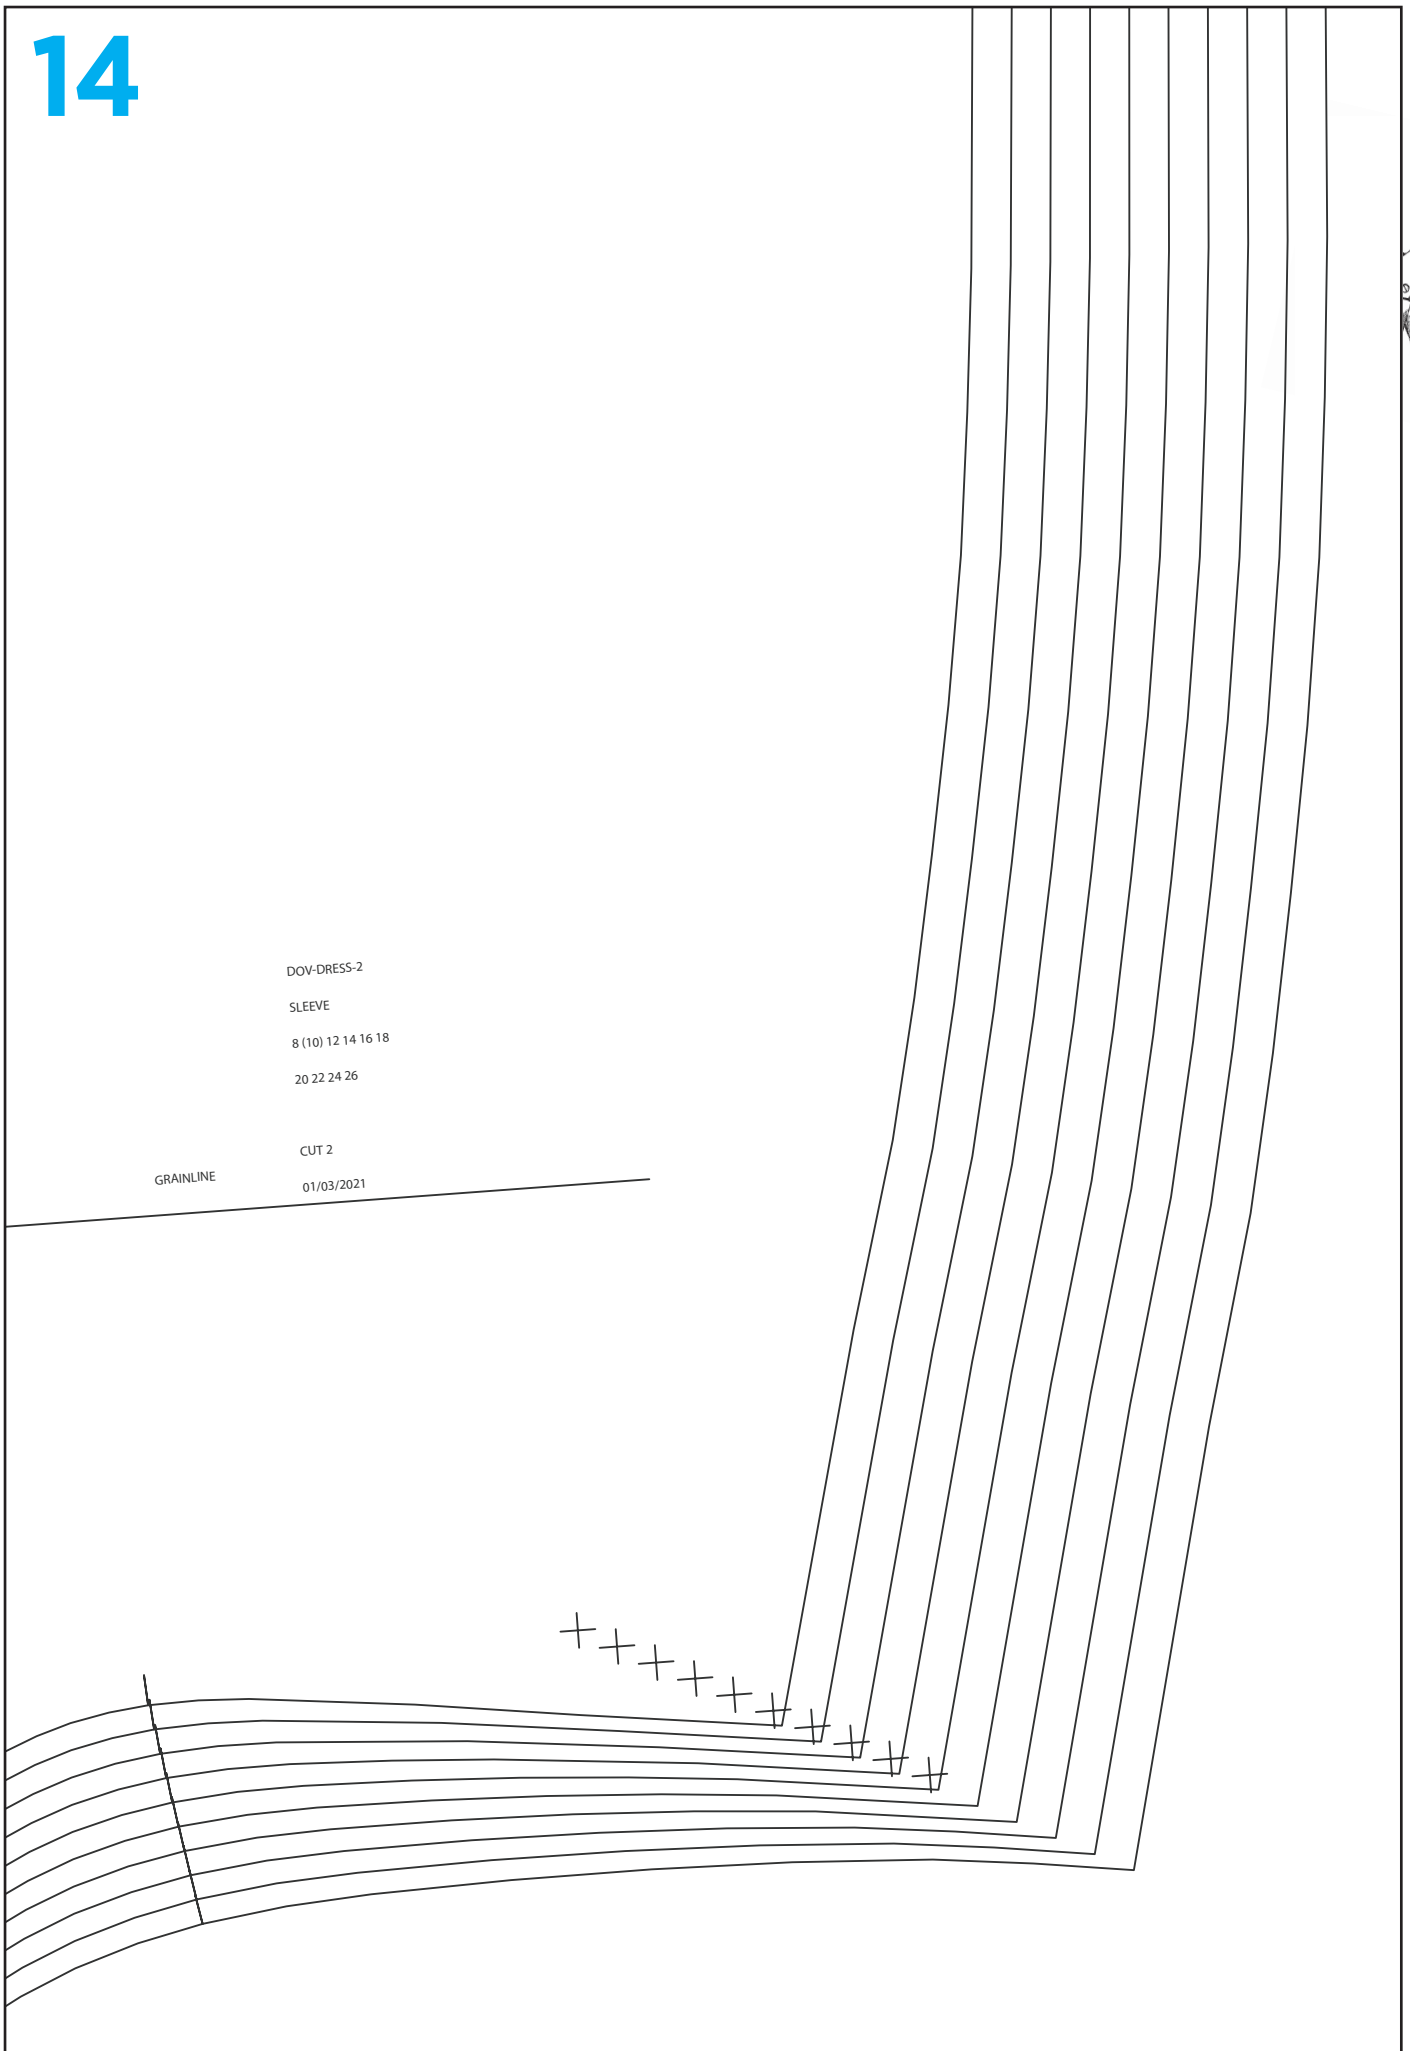 14
DOV-DRESS-2
SLEEVE
8 (10) 12 14 16 18
20 22 24 26
CUT 2
GRAINLINE
01/03/2021